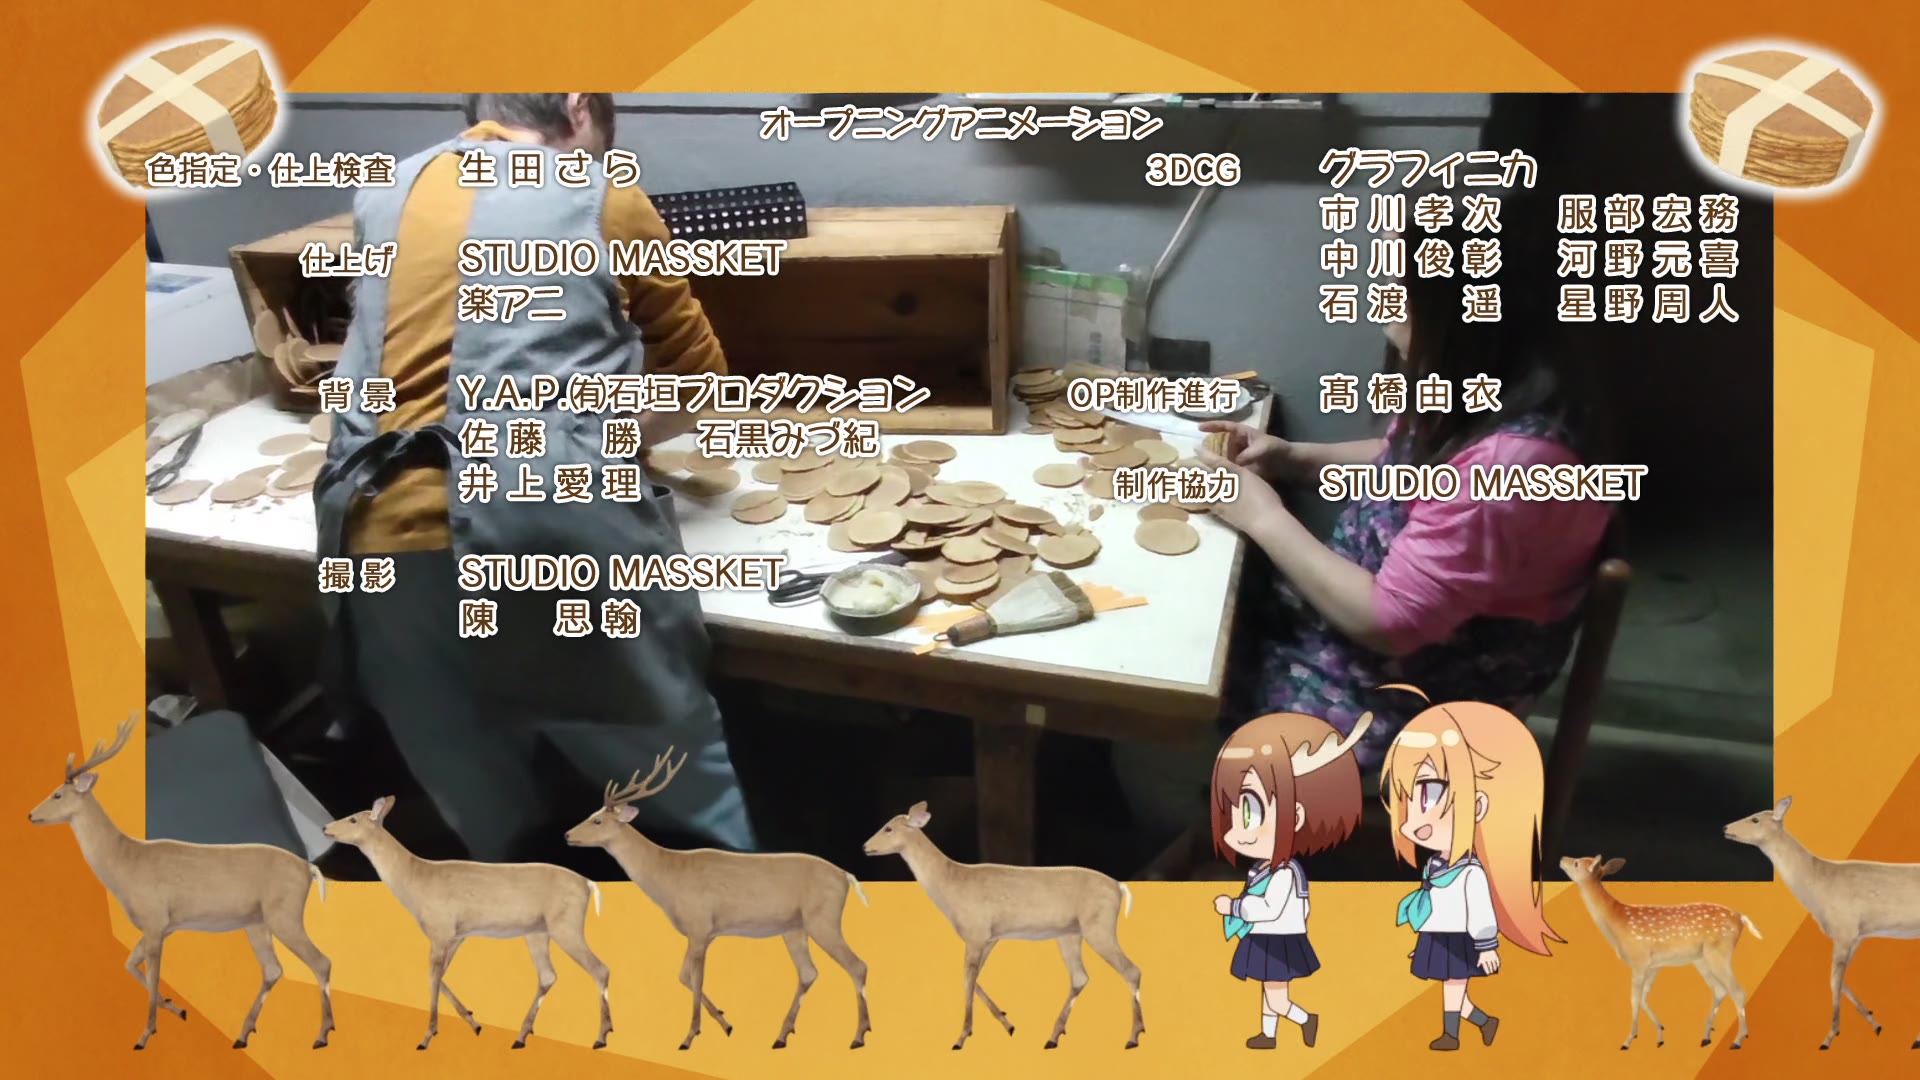 オープニングアニメーション
色指定・仕上検査 生田さら
仕上げ STUDIO MASSKET
楽アニ
背景 Y.A.P.㈲石垣プロダクション
佐藤 勝 石黒みづ紀
井上愛理
撮影 STUDIO MASSKET
陳 思翰
3DCG グラフィニカ
市川孝次 服部宏務
中川俊彰 河野元喜
石渡 遥 星野周人
OP制作進行 髙橋由衣
制作協力 STUDIO MASSKET